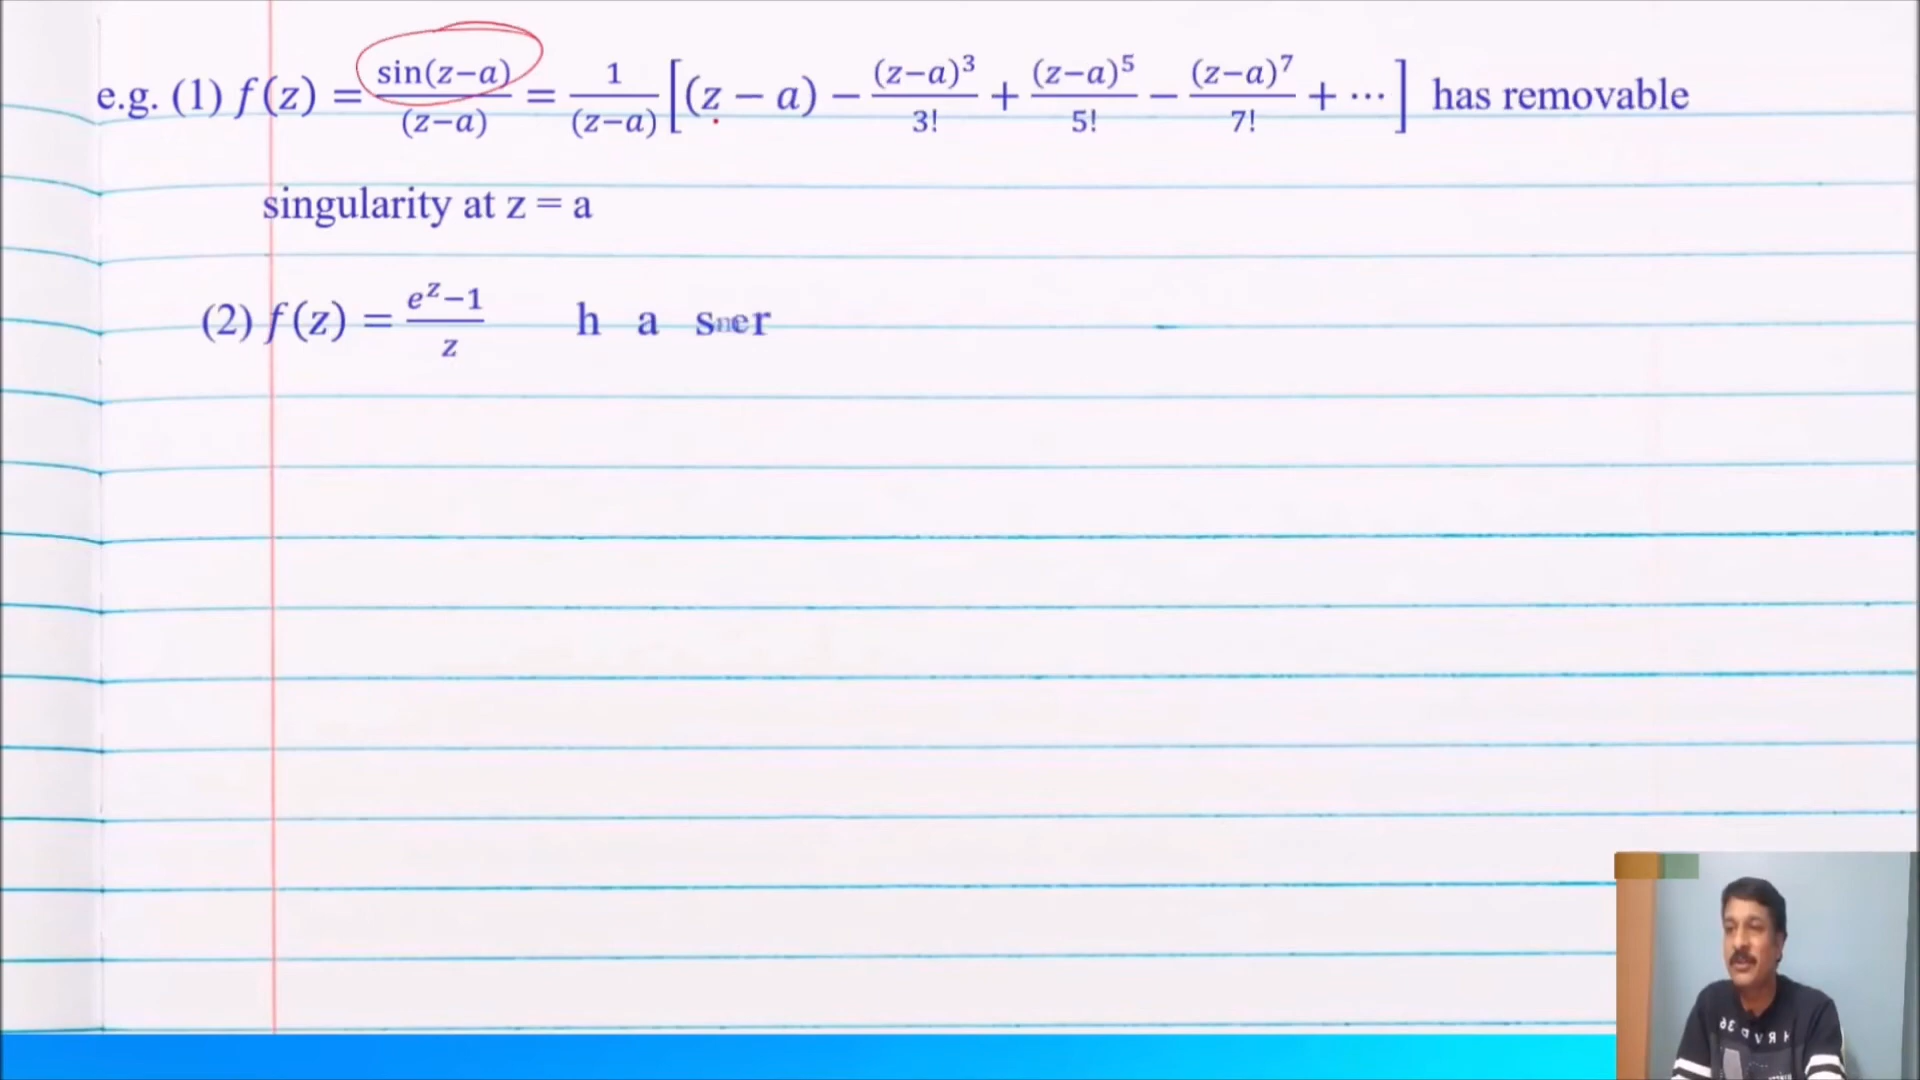 e.g. (1) f(z) = sin(z−a)/(z−a) = 1/(z−a) [(z − a) − (z−a)³/3! + (z−a)⁵/5! − (z−a)⁷/7! + ⋯] has removable
singularity at z = a
(2) f(z) = (e^z −1)/z h a s